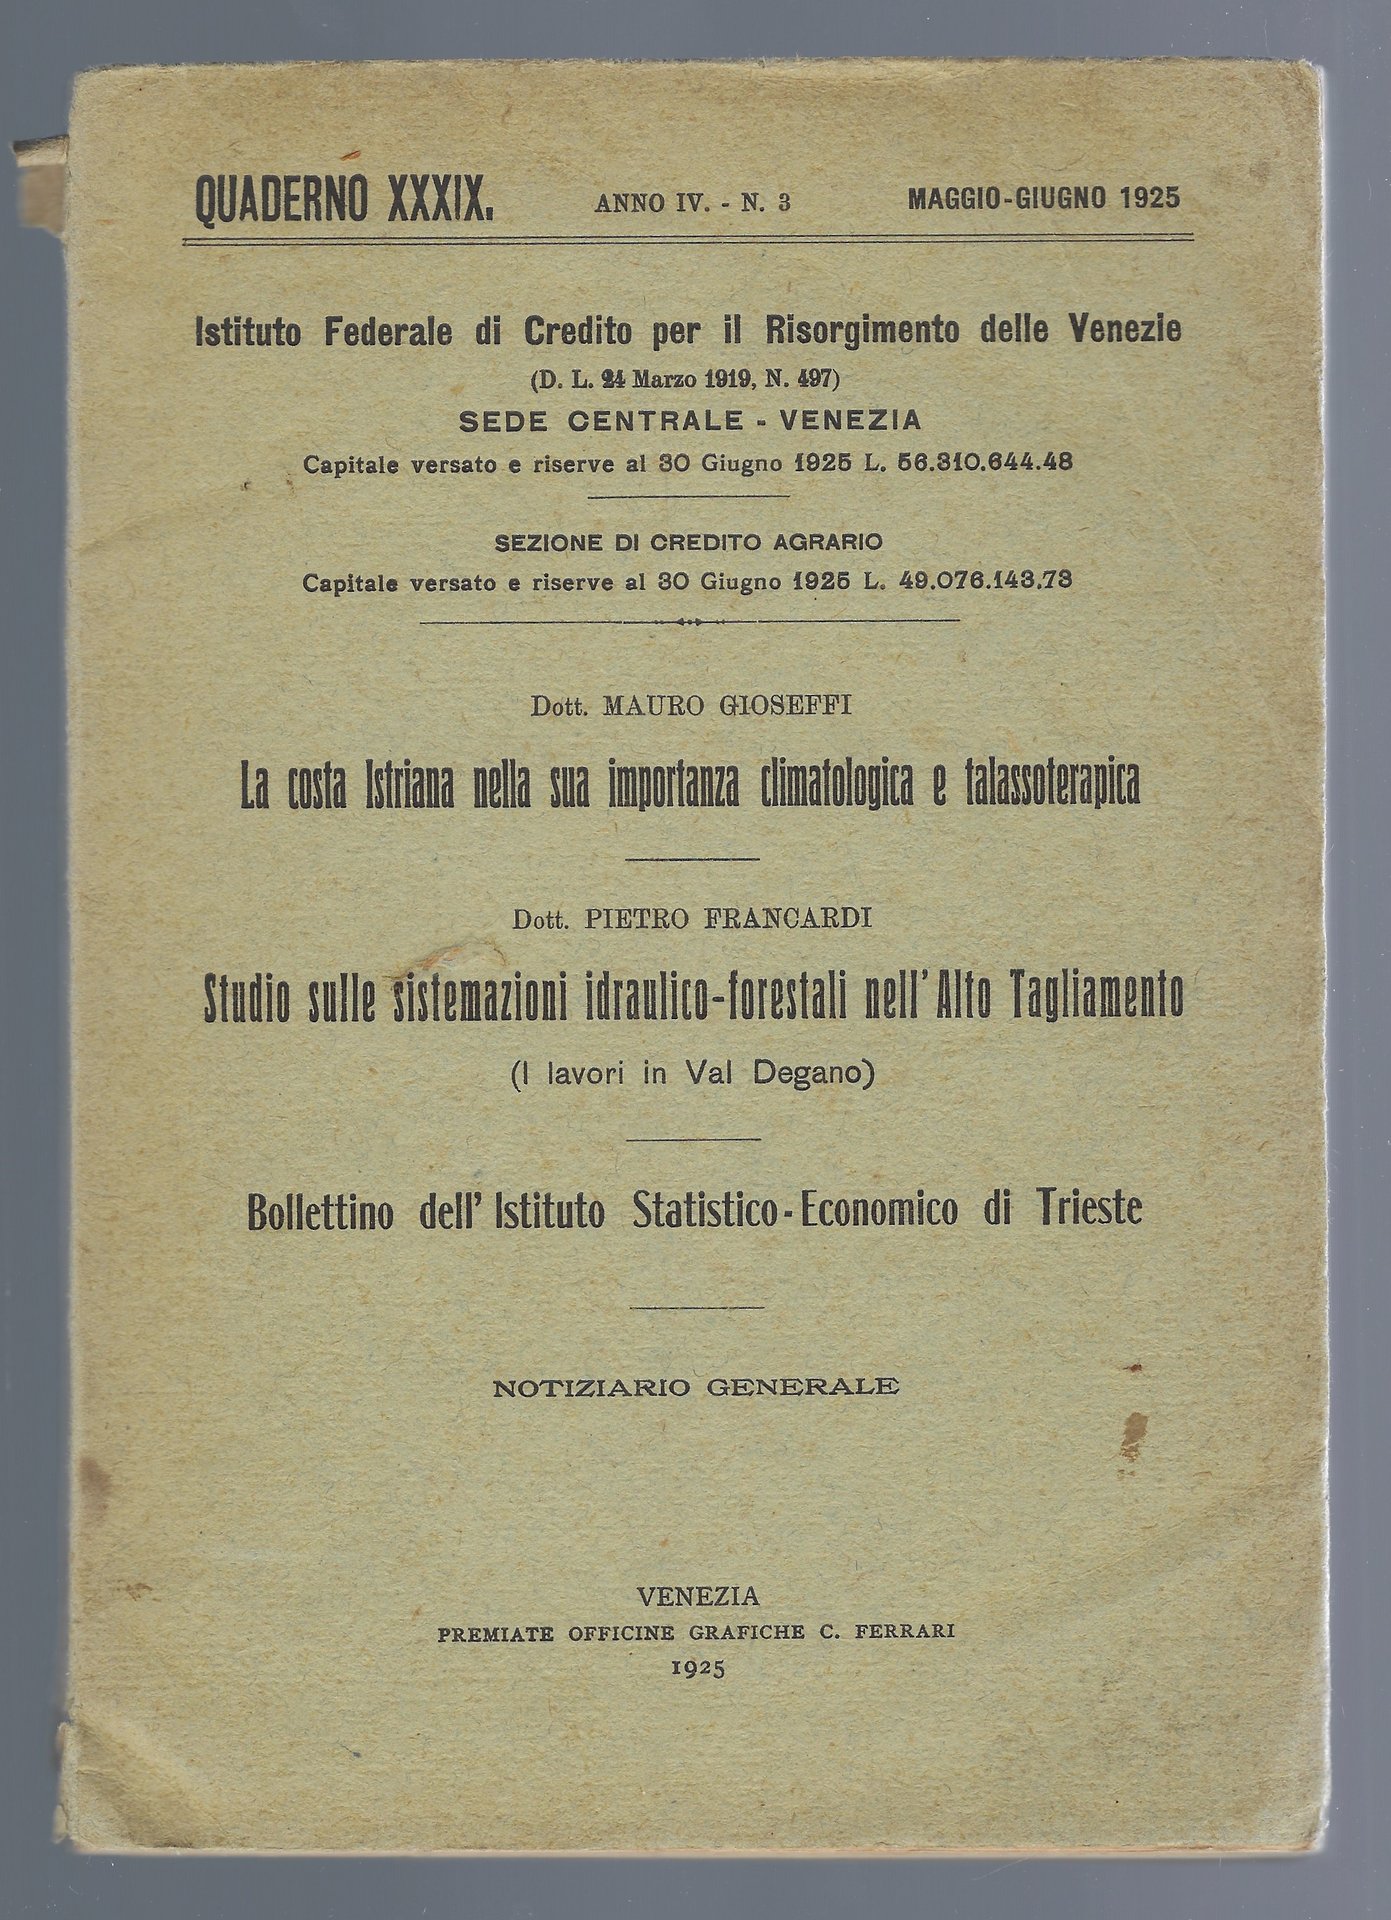 QUADERNO XXXIX.
ANNO IV. - N. 3
MAGGIO-GIUGNO 1925
Istituto Federale di Credito per il Risorgimento delle Venezie
(D. L. 24 Marzo 1919, N. 497)
SEDE CENTRALE - VENEZIA
Capitale versato e riserve al 30 Giugno 1925 L. 56.310.644.48
SEZIONE DI CREDITO AGRARIO
Capitale versato e riserve al 30 Giugno 1925 L. 49.076.143.73
Dott. MAURO GIOSEFFI
La costa Istriana nella sua importanza climatologica e talassoterapica
Dott. PIETRO FRANCARDI
Studio sulle sistemazioni idraulico-forestali nell'Alto Tagliamento
(I lavori in Val Degano)
Bollettino dell'Istituto Statistico-Economico di Trieste
NOTIZIARIO GENERALE
VENEZIA
PREMIATE OFFICINE GRAFICHE C. FERRARI
1925